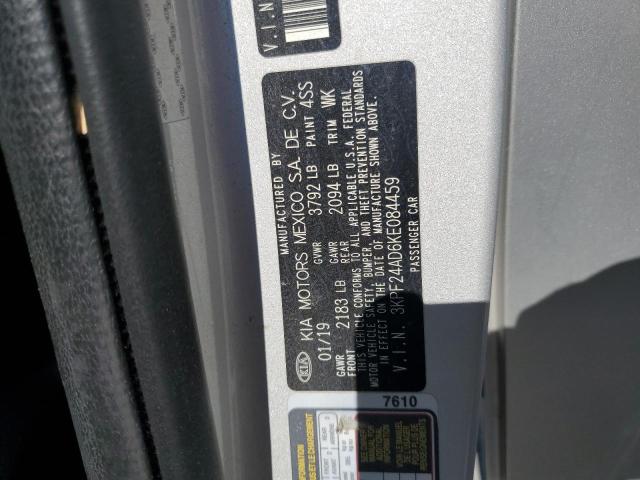 V.I.N.
MANUFACTURED BY
KIA KIA MOTORS MEXICO S.A. DE C.V.
01/19 GVWR 3792 LB PAINT 4SS
GAWR FRONT 2183 LB GAWR REAR 2094 LB TRIM WK
THIS VEHICLE CONFORMS TO ALL APPLICABLE U.S.A. FEDERAL
MOTOR VEHICLE SAFETY, BUMPER, AND THEFT PREVENTION STANDARDS
IN EFFECT ON THE DATE OF MANUFACTURE SHOWN ABOVE.
V.I.N. 3KPF24AD6KE084459
PASSENGER CAR
7610